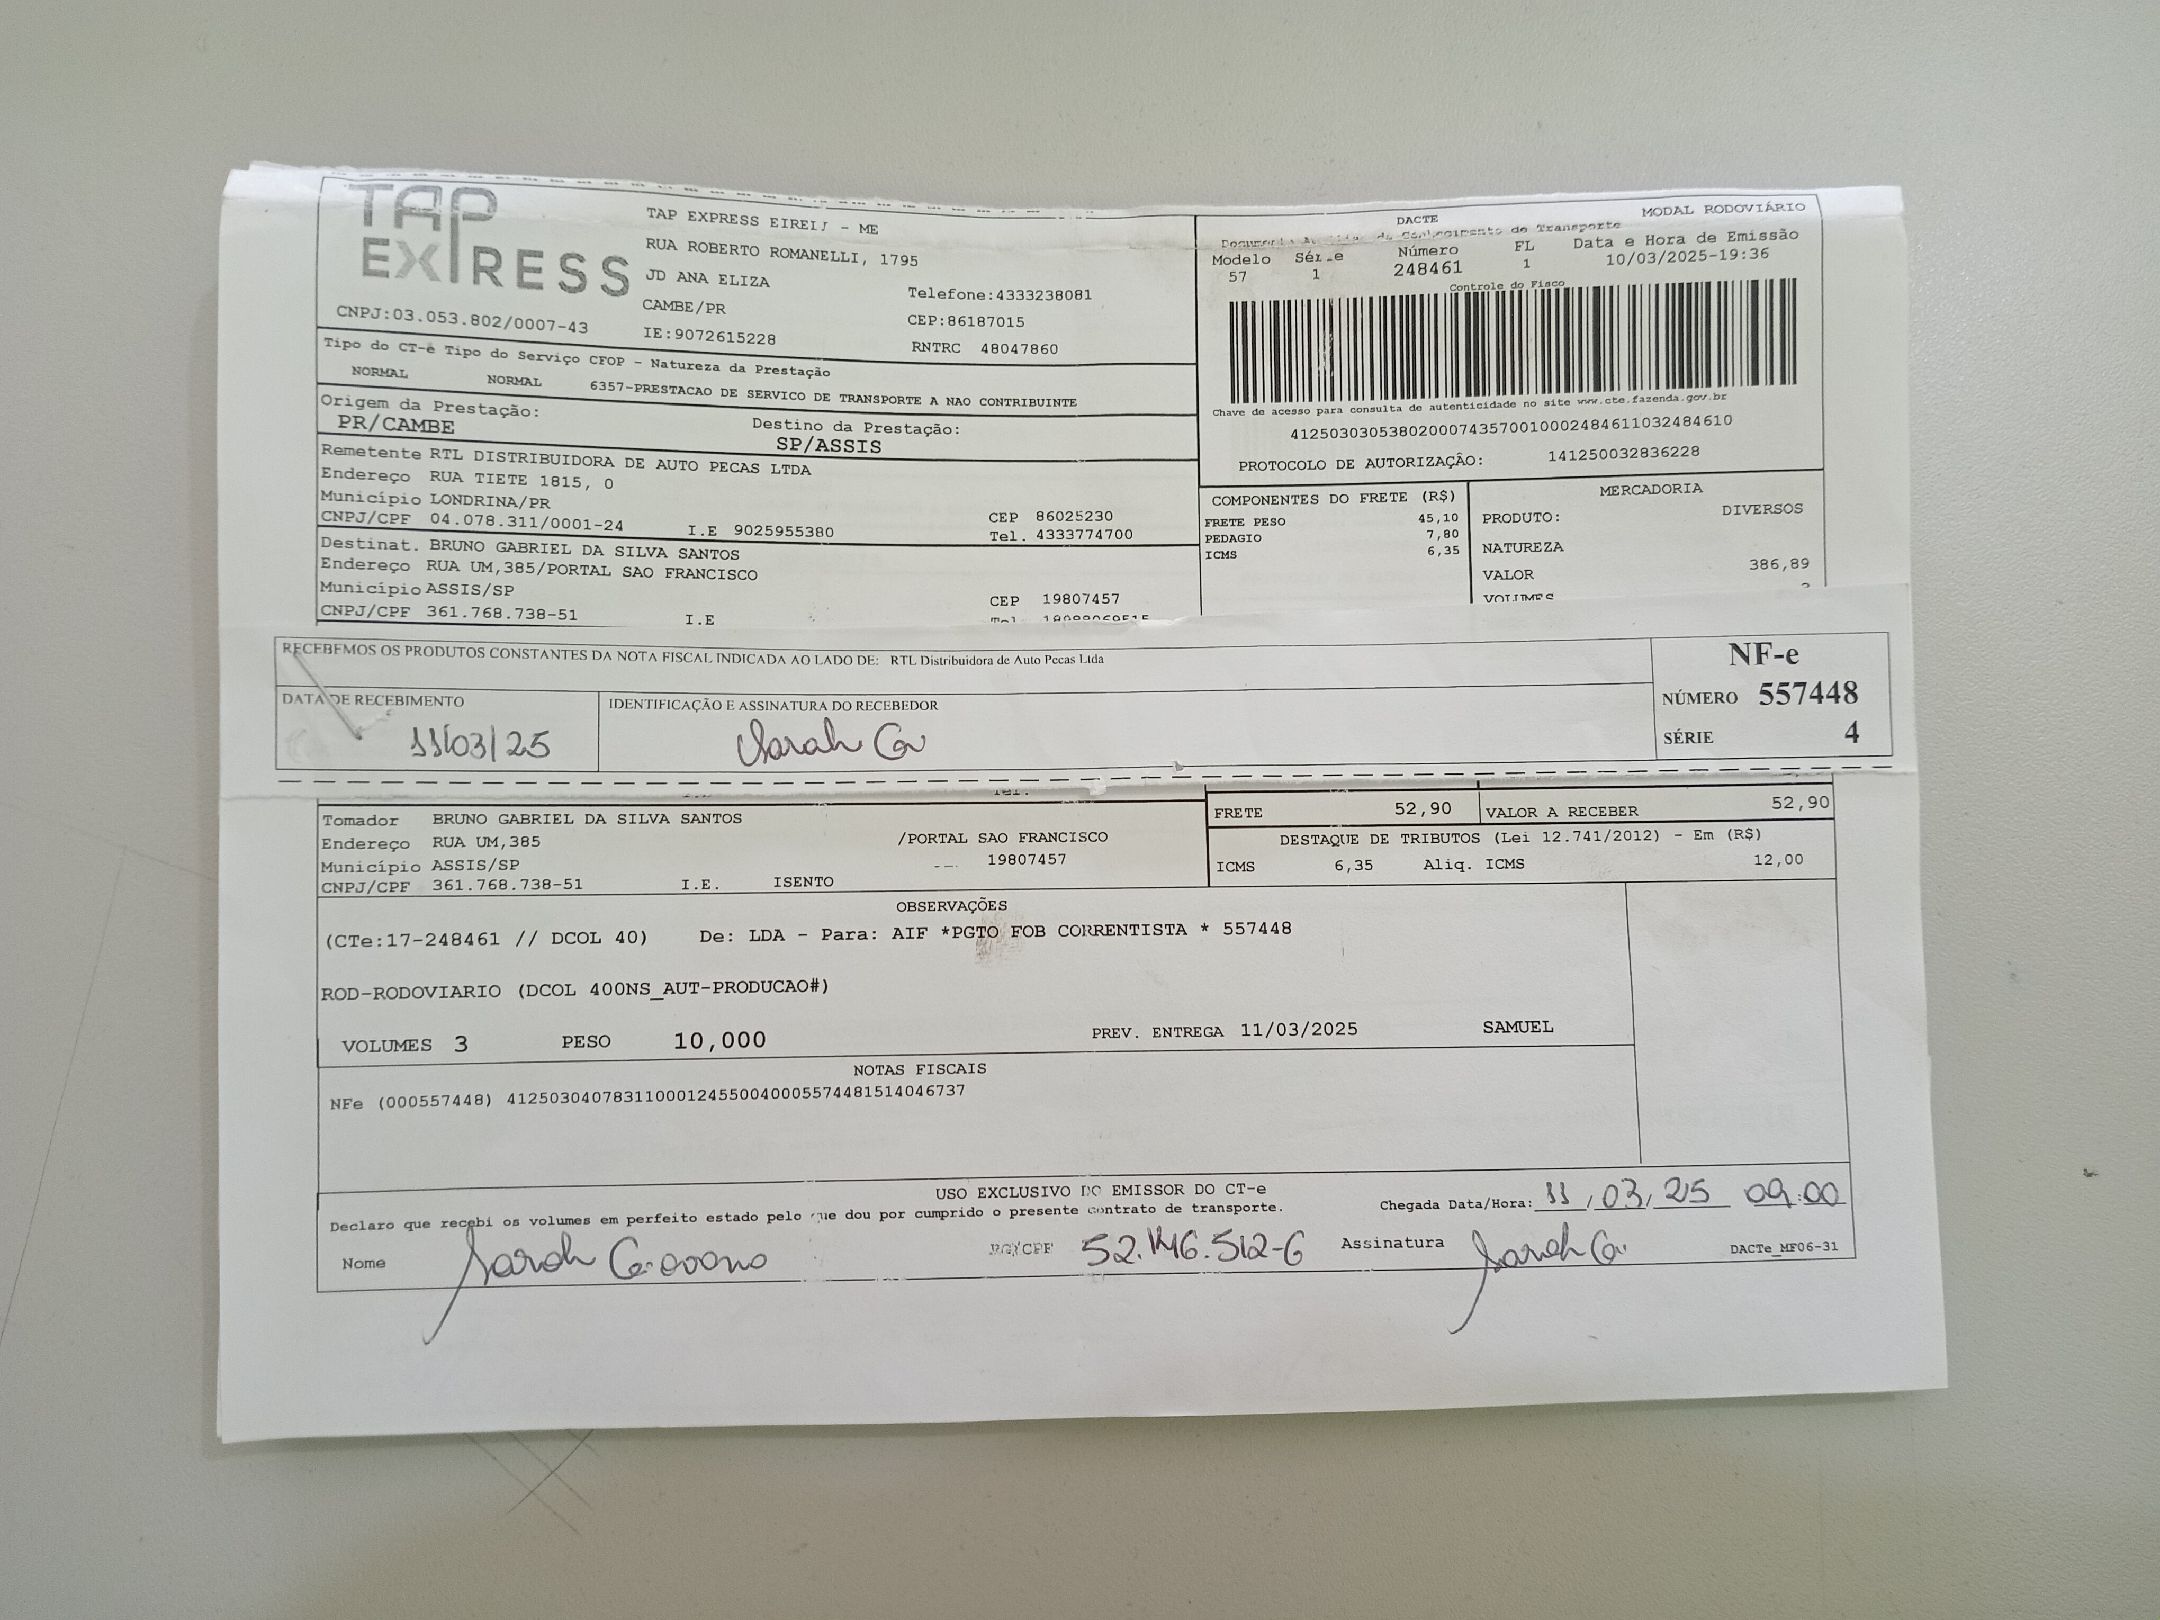 TAP EXPRESS
TAP EXPRESS EIRELI - ME
RUA ROBERTO ROMANELLI, 1795
JD ANA ELIZA
Telefone:4333238081
CAMBE/PR
CEP:86187015
CNPJ:03.053.802/0007-43
IE:9072615228
RNTRC 48047860
DACTE
MODAL RODOVIÁRIO
Documento Auxiliar do Conhecimento de Transporte
Modelo Série Número FL Data e Hora de Emissão
57 1 248461 1 10/03/2025-19:36
Controle do Fisco
Chave de acesso para consulta de autenticidade no site www.cte.fazenda.gov.br
41250303053802000743570010002484611032484610
PROTOCOLO DE AUTORIZAÇÃO: 141250032836228
Tipo do CT-e Tipo do Serviço CFOP - Natureza da Prestação
NORMAL NORMAL 6357-PRESTACAO DE SERVICO DE TRANSPORTE A NAO CONTRIBUINTE
Origem da Prestação: Destino da Prestação:
PR/CAMBE SP/ASSIS
Remetente RTL DISTRIBUIDORA DE AUTO PECAS LTDA
Endereço RUA TIETE 1815, 0
Município LONDRINA/PR CEP 86025230
CNPJ/CPF 04.078.311/0001-24 I.E 9025955380 Tel. 4333774700
Destinat. BRUNO GABRIEL DA SILVA SANTOS
Endereço RUA UM,385/PORTAL SAO FRANCISCO
Município ASSIS/SP CEP 19807457
CNPJ/CPF 361.768.738-51 I.E Tel
COMPONENTES DO FRETE (R$)
FRETE PESO 45,10
PEDAGIO 7,80
ICMS 6,35
MERCADORIA
PRODUTO: DIVERSOS
NATUREZA
VALOR 386,89
VOLUMES
RECEBEMOS OS PRODUTOS CONSTANTES DA NOTA FISCAL INDICADA AO LADO DE: RTL Distribuidora de Auto Pecas Ltda
DATA DE RECEBIMENTO
11/03/25
IDENTIFICAÇÃO E ASSINATURA DO RECEBEDOR
Sarah
NF-e
NÚMERO 557448
SÉRIE 4
Tomador BRUNO GABRIEL DA SILVA SANTOS
Endereço RUA UM,385 /PORTAL SAO FRANCISCO
Município ASSIS/SP 19807457
CNPJ/CPF 361.768.738-51 I.E. ISENTO
FRETE 52,90 VALOR A RECEBER 52,90
DESTAQUE DE TRIBUTOS (Lei 12.741/2012) - Em (R$)
ICMS 6,35 Aliq. ICMS 12,00
OBSERVAÇÕES
(CTe:17-248461 // DCOL 40) De: LDA - Para: AIF *PGTO FOB CORRENTISTA * 557448
ROD-RODOVIARIO (DCOL 400NS_AUT-PRODUCAO#)
VOLUMES 3 PESO 10,000 PREV. ENTREGA 11/03/2025 SAMUEL
NOTAS FISCAIS
NFe (000557448) 41250304078311000124550040005574481514046737
USO EXCLUSIVO DO EMISSOR DO CT-e
Declaro que recebi os volumes em perfeito estado pelo que dou por cumprido o presente contrato de transporte.
Chegada Data/Hora: 11/03/25 09:00
Nome Sarah RG/CPF 52.146.512-6 Assinatura Sarah
DACTe_MF06-31